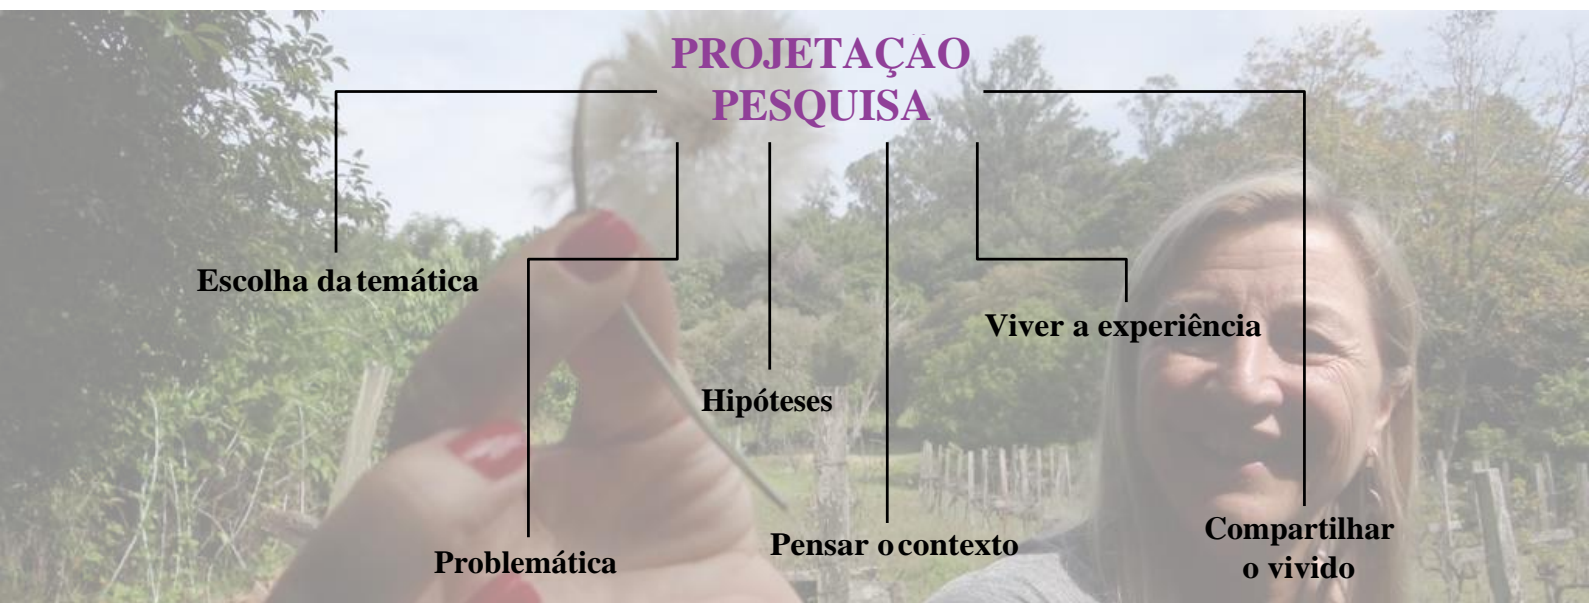 PROJETAÇÃO
PESQUISA
Escolha da temática
Viver a experiência
Hipóteses
Pensar o contexto
Compartilhar
o vivido
Problemática